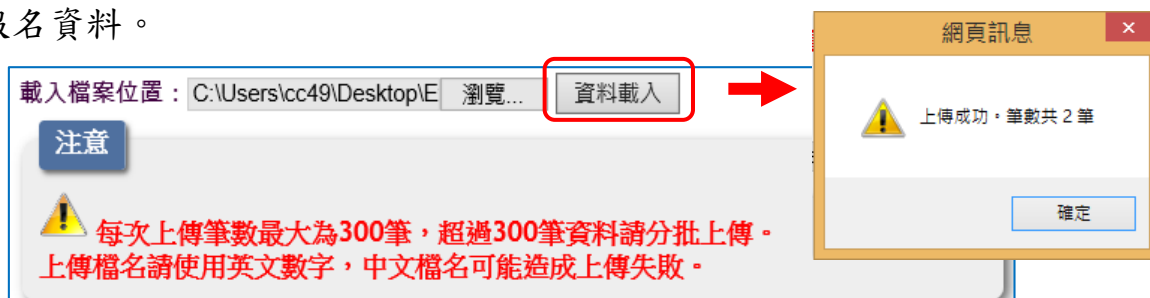 報名資料。
載入檔案位置：C:\Users\cc49\Desktop\E 瀏覽... 資料載入
注意
每次上傳筆數最大為300筆，超過300筆資料請分批上傳。
上傳檔名請使用英文數字，中文檔名可能造成上傳失敗。
網頁訊息
上傳成功。筆數共 2 筆
確定